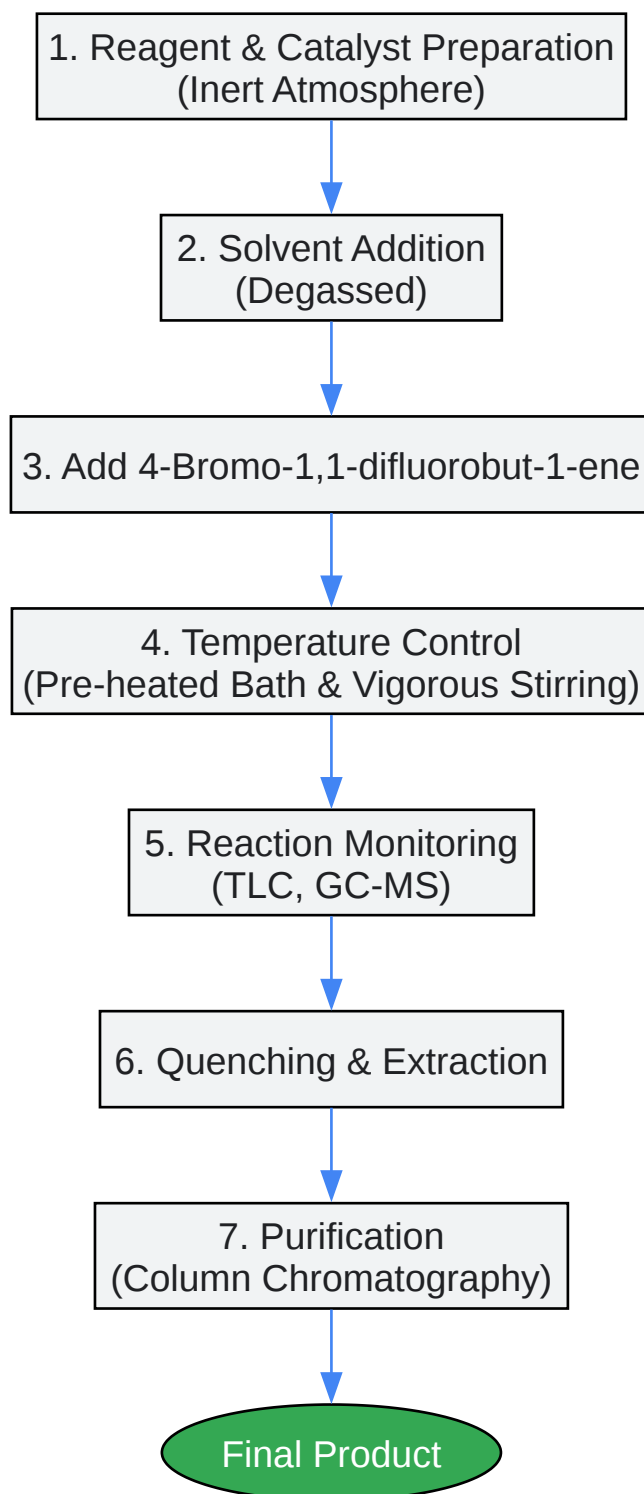 1. Reagent & Catalyst Preparation
(Inert Atmosphere)
2. Solvent Addition
(Degassed)
3. Add 4-Bromo-1,1-difluorobut-1-ene
4. Temperature Control
(Pre-heated Bath & Vigorous Stirring)
5. Reaction Monitoring
(TLC, GC-MS)
6. Quenching & Extraction
7. Purification
(Column Chromatography)
Final Product